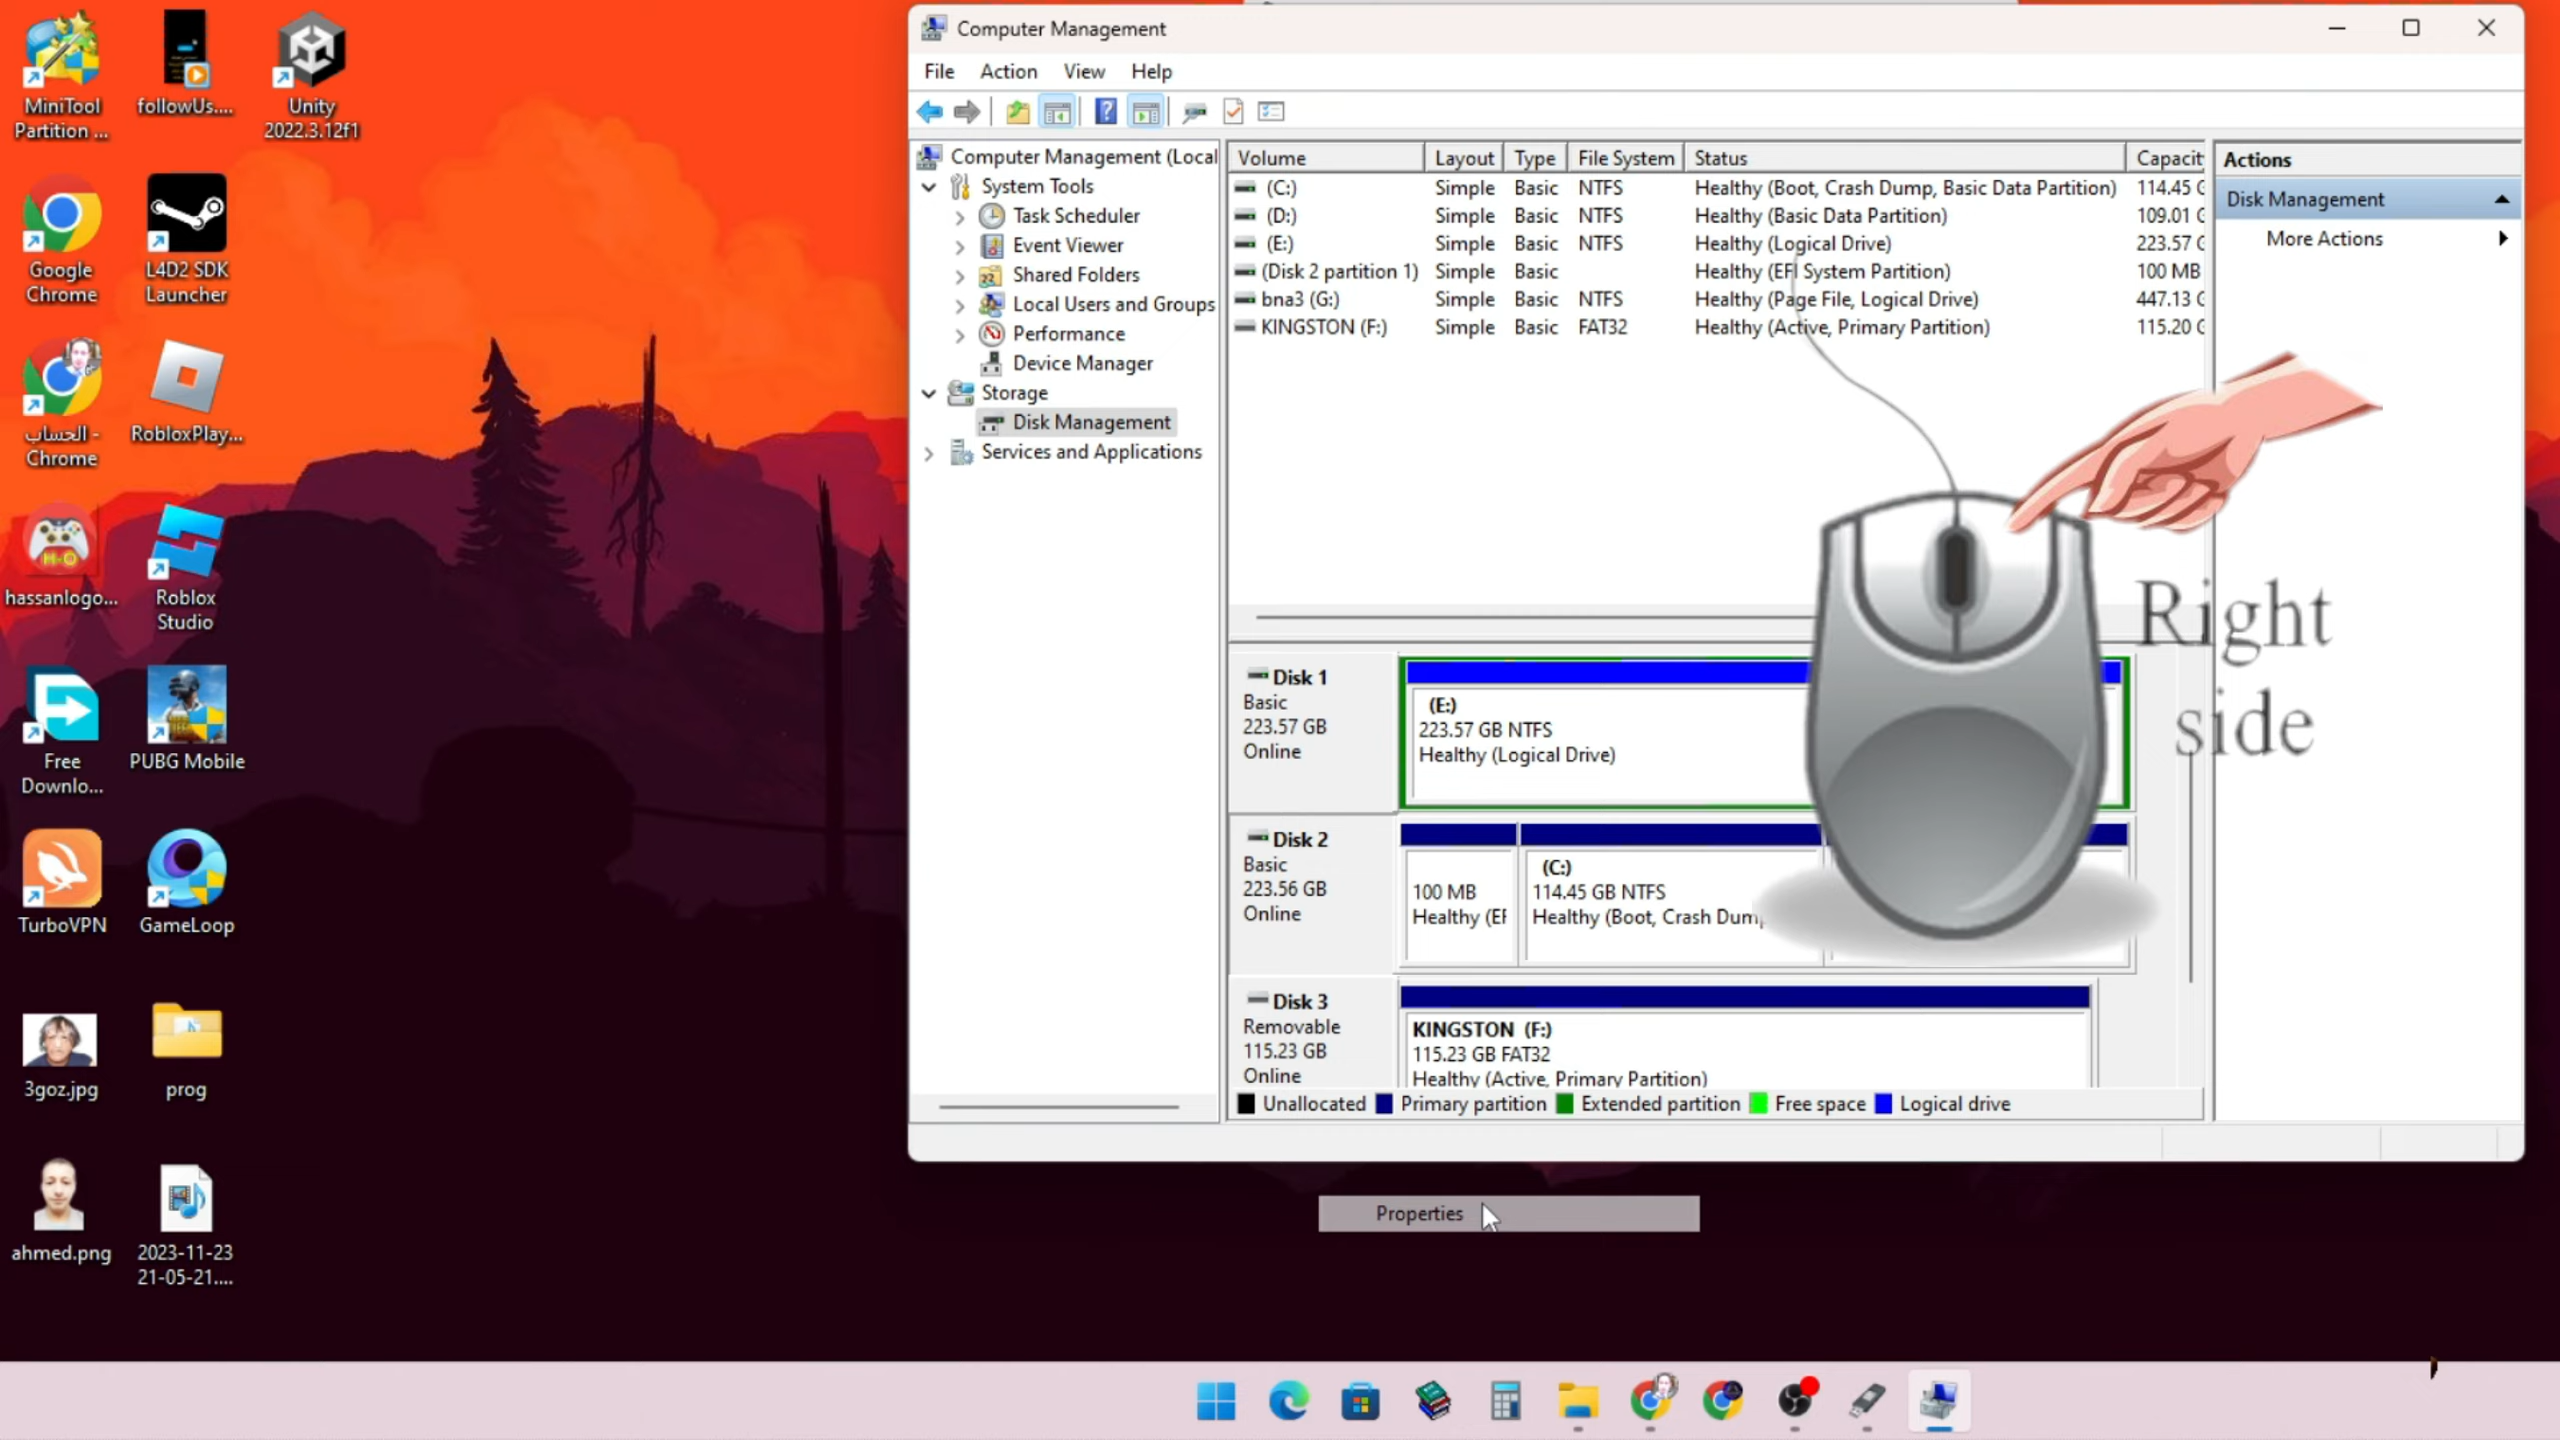 MiniTool
Partition ...
followUs....
Unity
2022.3.12f1
Google
Chrome
L4D2 SDK
Launcher
الحساب -
Chrome
RobloxPlay...
H-O
hassanlogo...
Roblox
Studio
Free
Downlo...
PUBG Mobile
TurboVPN
GameLoop
3goz.jpg
prog
ahmed.png
2023-11-23
21-05-21....
Computer Management
File Action View Help
Computer Management (Local
System Tools
Task Scheduler
Event Viewer
Shared Folders
Local Users and Groups
Performance
Device Manager
Storage
Disk Management
Services and Applications
Volume Layout Type File System Status Capacit
(C:) Simple Basic NTFS Healthy (Boot, Crash Dump, Basic Data Partition) 114.45 G
(D:) Simple Basic NTFS Healthy (Basic Data Partition) 109.01 G
(E:) Simple Basic NTFS Healthy (Logical Drive) 223.57 G
(Disk 2 partition 1) Simple Basic Healthy (EFI System Partition) 100 MB
bna3 (G:) Simple Basic NTFS Healthy (Page File, Logical Drive) 447.13 G
KINGSTON (F:) Simple Basic FAT32 Healthy (Active, Primary Partition) 115.20 G
Actions
Disk Management
More Actions
Right
side
Disk 1
Basic
223.57 GB
Online
(E:)
223.57 GB NTFS
Healthy (Logical Drive)
Disk 2
Basic
223.56 GB
Online
100 MB
Healthy (EF
(C:)
114.45 GB NTFS
Healthy (Boot, Crash Dum
Disk 3
Removable
115.23 GB
Online
KINGSTON (F:)
115.23 GB FAT32
Healthy (Active, Primary Partition)
Unallocated Primary partition Extended partition Free space Logical drive
Properties